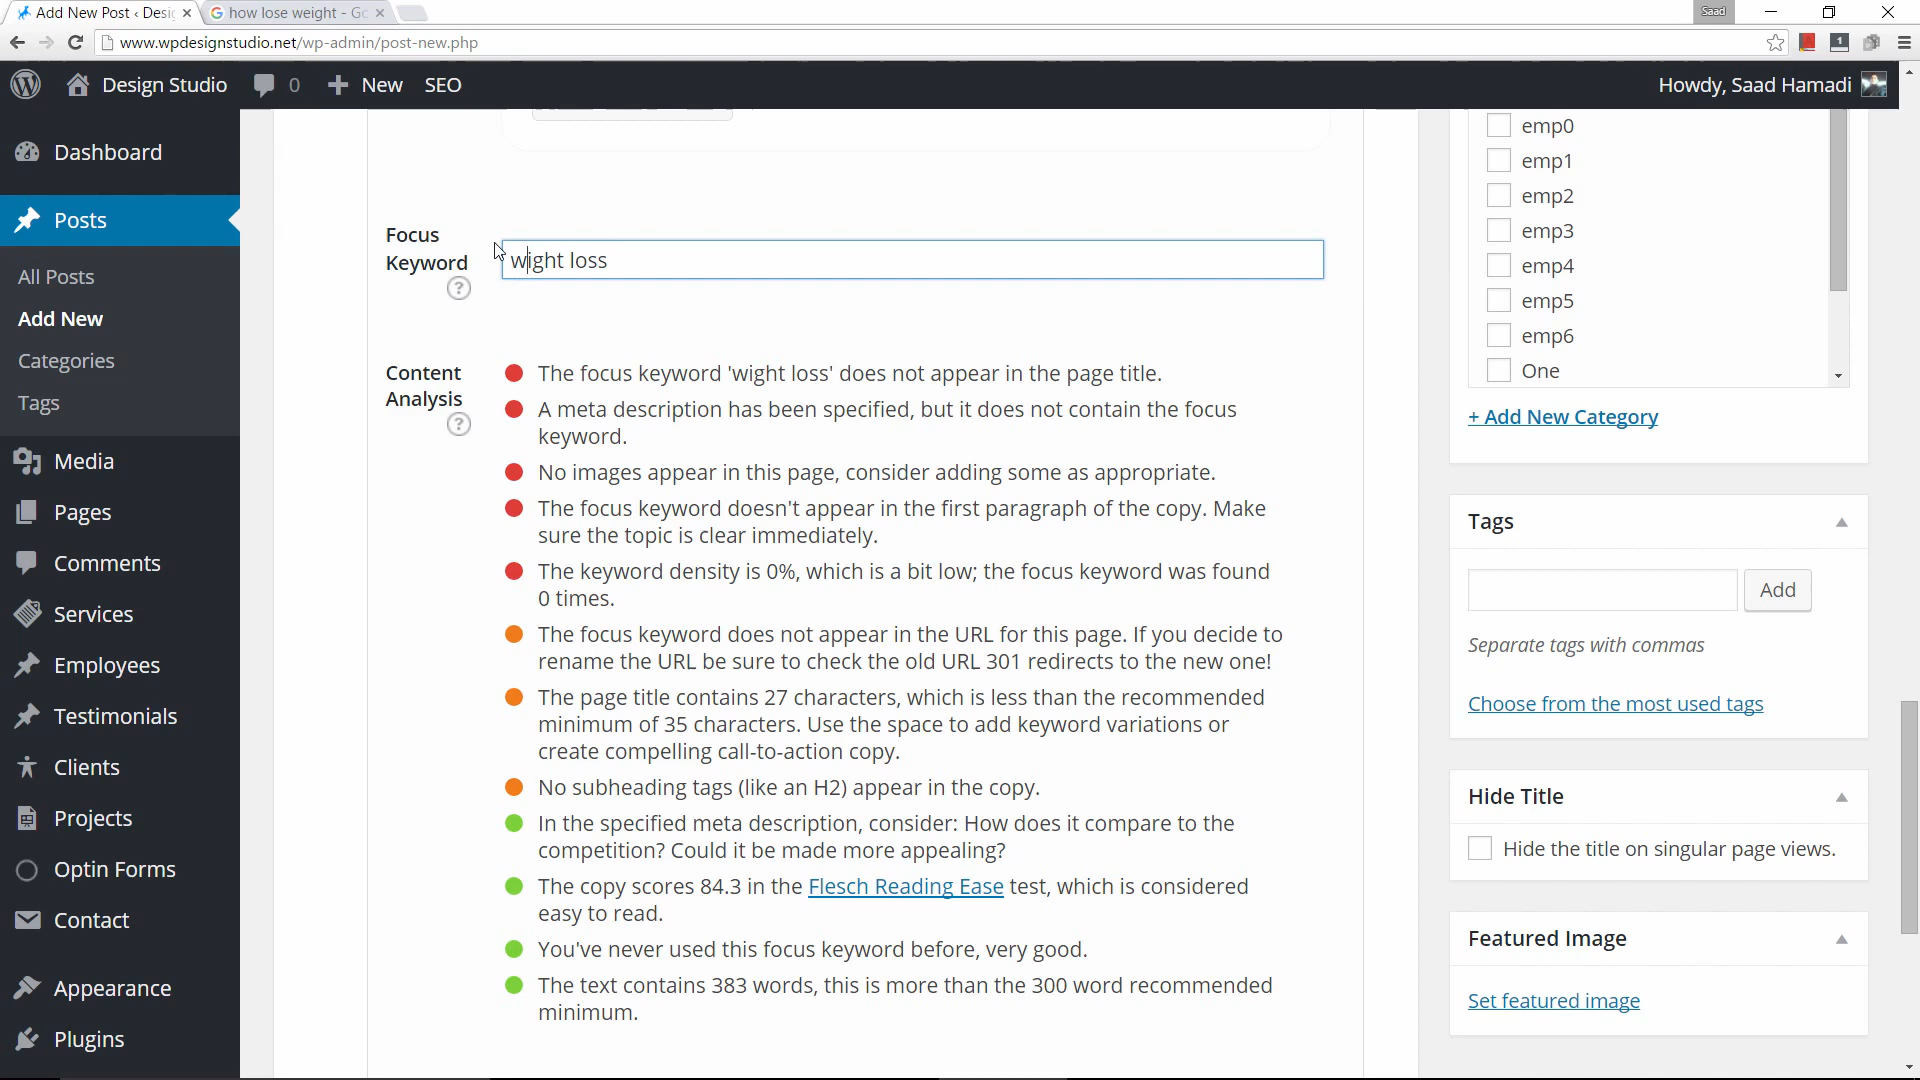 Add New Post ‹ Desi
how lose weight - Go
Saad
www.wpdesignstudio.net/wp-admin/post-new.php
1
Design Studio
0
New
SEO
Howdy, Saad Hamadi
Dashboard
Posts
All Posts
Add New
Categories
Tags
Media
Pages
Comments
Services
Employees
Testimonials
Clients
Projects
Optin Forms
Contact
Appearance
Plugins
Focus
Keyword
?
wight loss
Content
Analysis
?
The focus keyword 'wight loss' does not appear in the page title.
A meta description has been specified, but it does not contain the focus
keyword.
No images appear in this page, consider adding some as appropriate.
The focus keyword doesn't appear in the first paragraph of the copy. Make
sure the topic is clear immediately.
The keyword density is 0%, which is a bit low; the focus keyword was found
0 times.
The focus keyword does not appear in the URL for this page. If you decide to
rename the URL be sure to check the old URL 301 redirects to the new one!
The page title contains 27 characters, which is less than the recommended
minimum of 35 characters. Use the space to add keyword variations or
create compelling call-to-action copy.
No subheading tags (like an H2) appear in the copy.
In the specified meta description, consider: How does it compare to the
competition? Could it be made more appealing?
The copy scores 84.3 in the Flesch Reading Ease test, which is considered
easy to read.
You've never used this focus keyword before, very good.
The text contains 383 words, this is more than the 300 word recommended
minimum.
emp0
emp1
emp2
emp3
emp4
emp5
emp6
One
+ Add New Category
Tags
Add
Separate tags with commas
Choose from the most used tags
Hide Title
Hide the title on singular page views.
Featured Image
Set featured image